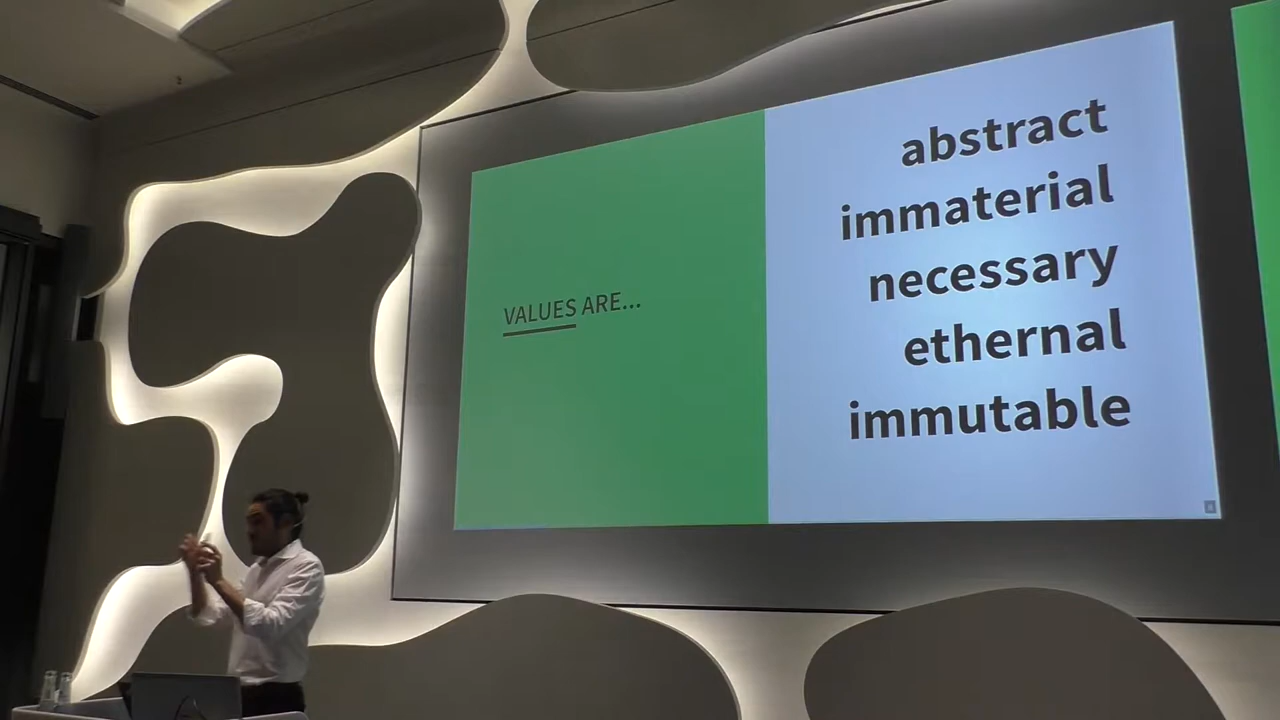 VALUES ARE...
abstract
immaterial
necessary
ethernal
immutable